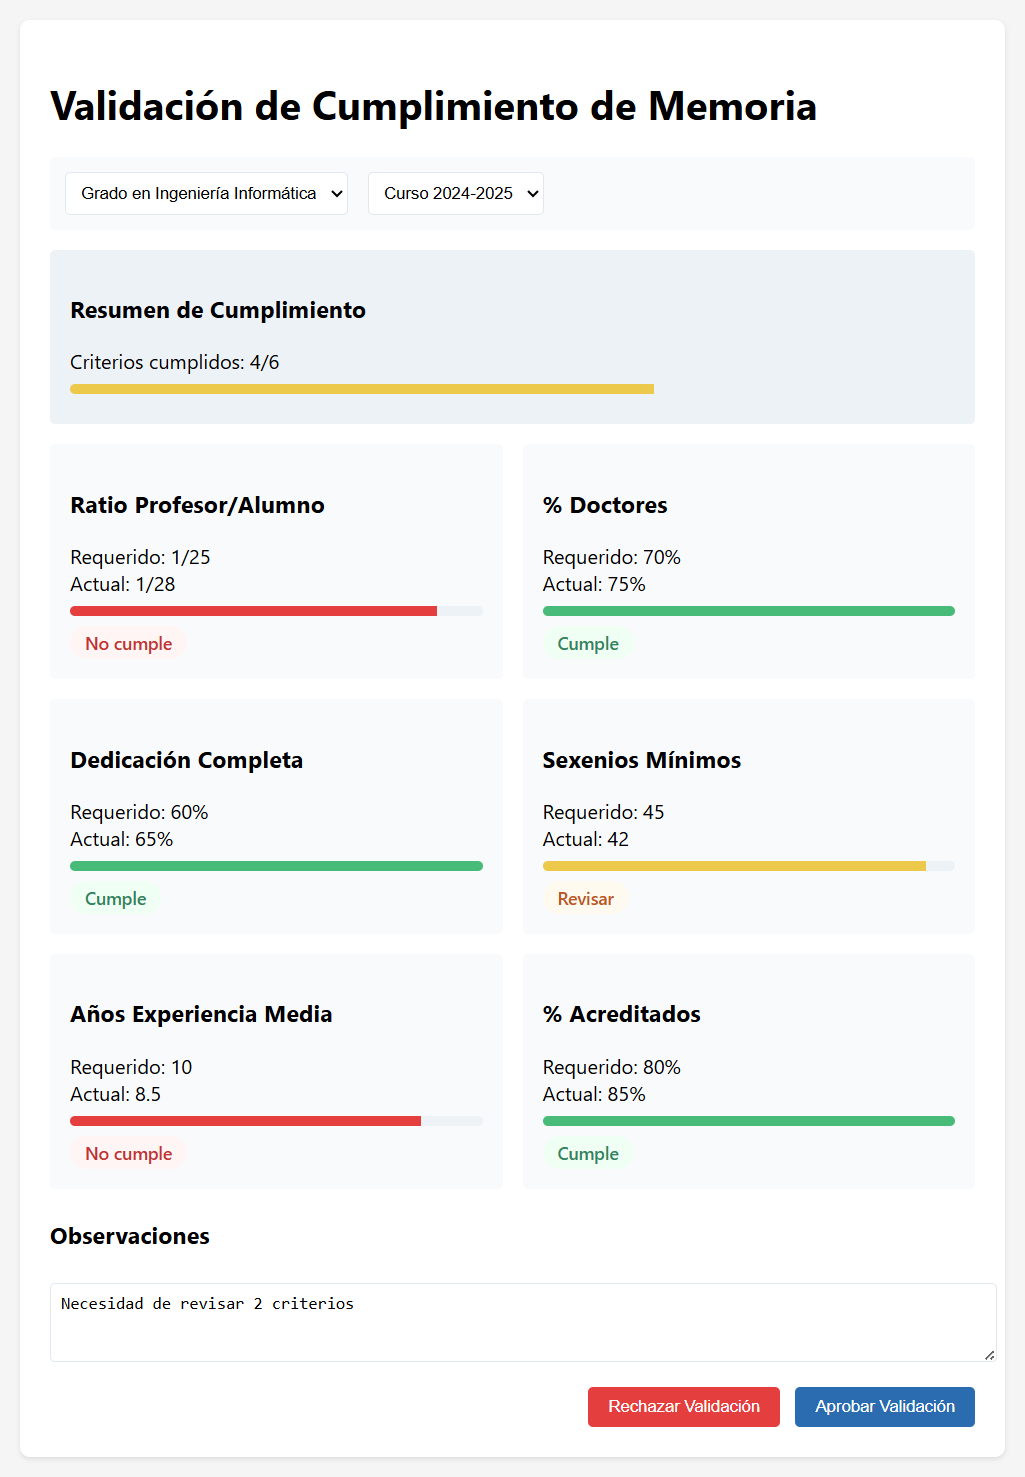 Validación de Cumplimiento de Memoria
Grado en Ingeniería Informática
Curso 2024-2025
Resumen de Cumplimiento
Criterios cumplidos: 4/6
Ratio Profesor/Alumno
Requerido: 1/25
Actual: 1/28
No cumple
% Doctores
Requerido: 70%
Actual: 75%
Cumple
Dedicación Completa
Requerido: 60%
Actual: 65%
Cumple
Sexenios Mínimos
Requerido: 45
Actual: 42
Revisar
Años Experiencia Media
Requerido: 10
Actual: 8.5
No cumple
% Acreditados
Requerido: 80%
Actual: 85%
Cumple
Observaciones
Necesidad de revisar 2 criterios
Rechazar Validación
Aprobar Validación